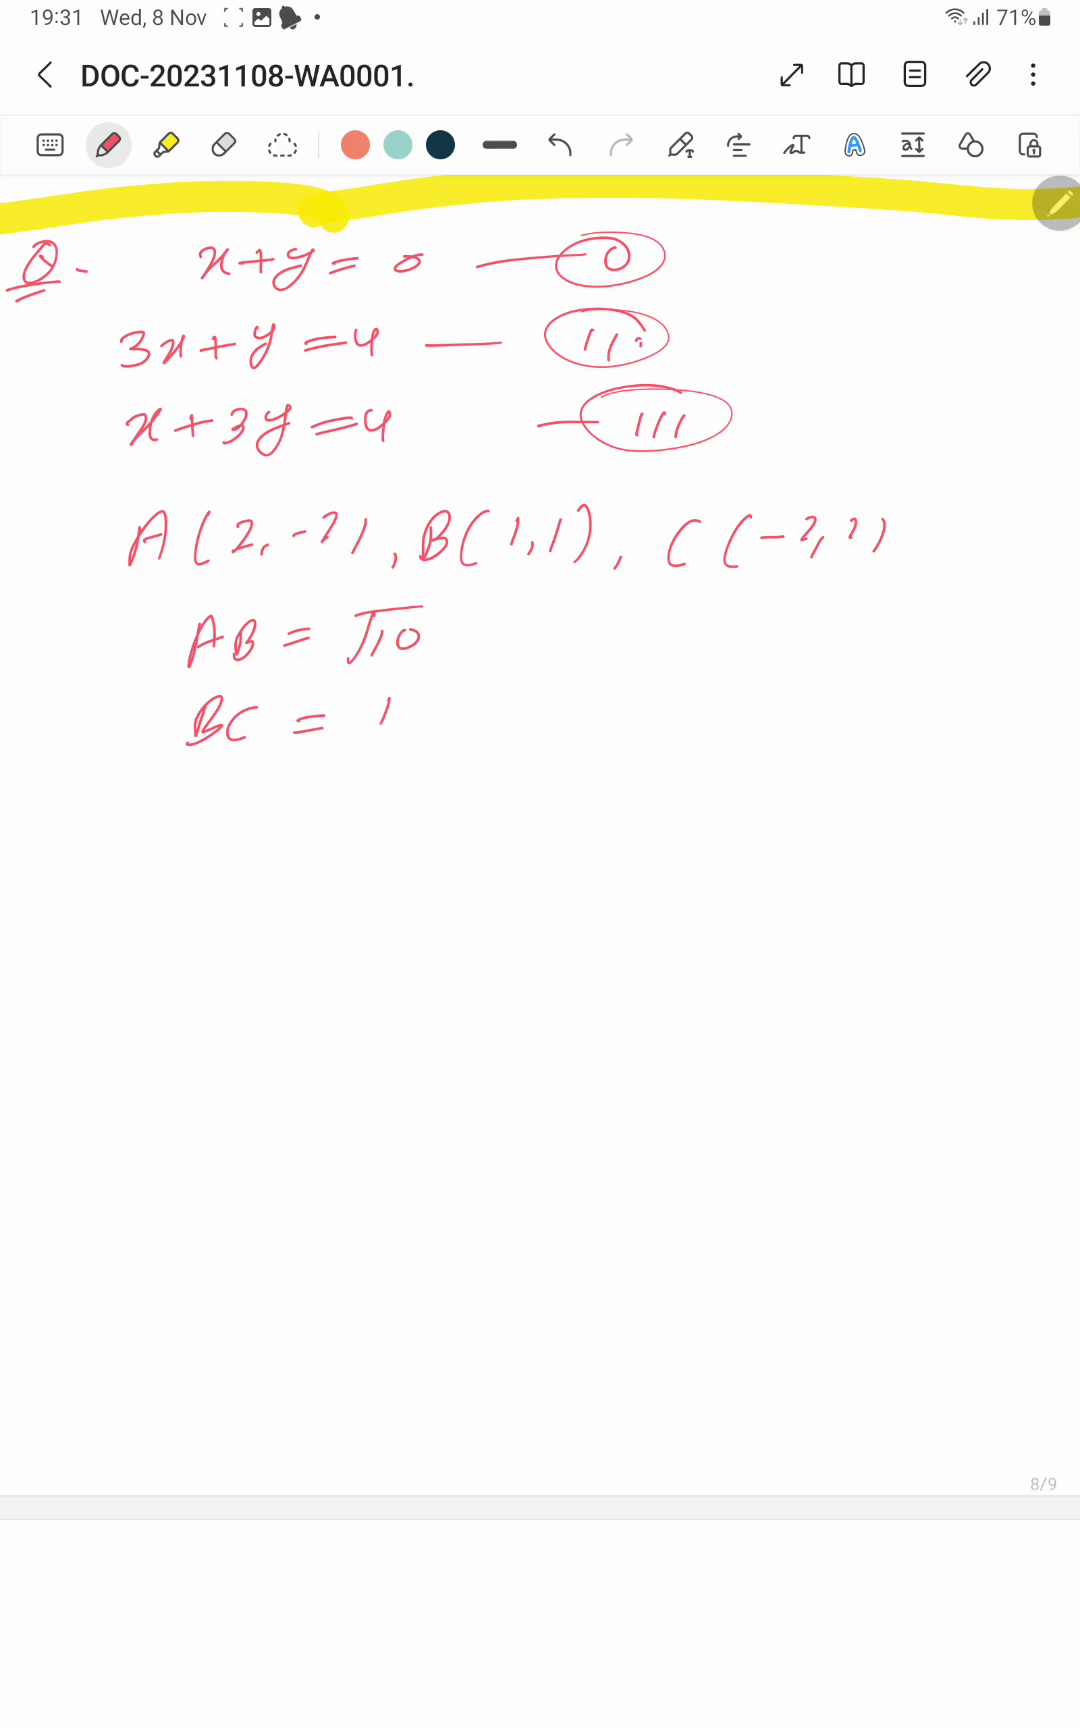 19:31 Wed, 8 Nov 71%
DOC-20231108-WA0001.
Q- x+y=0
3x+y=4 — ii
x+3y=4 — iii
A(2,-2), B(1,1), C(-2,2)
AB = √10
BC = 1
8/9